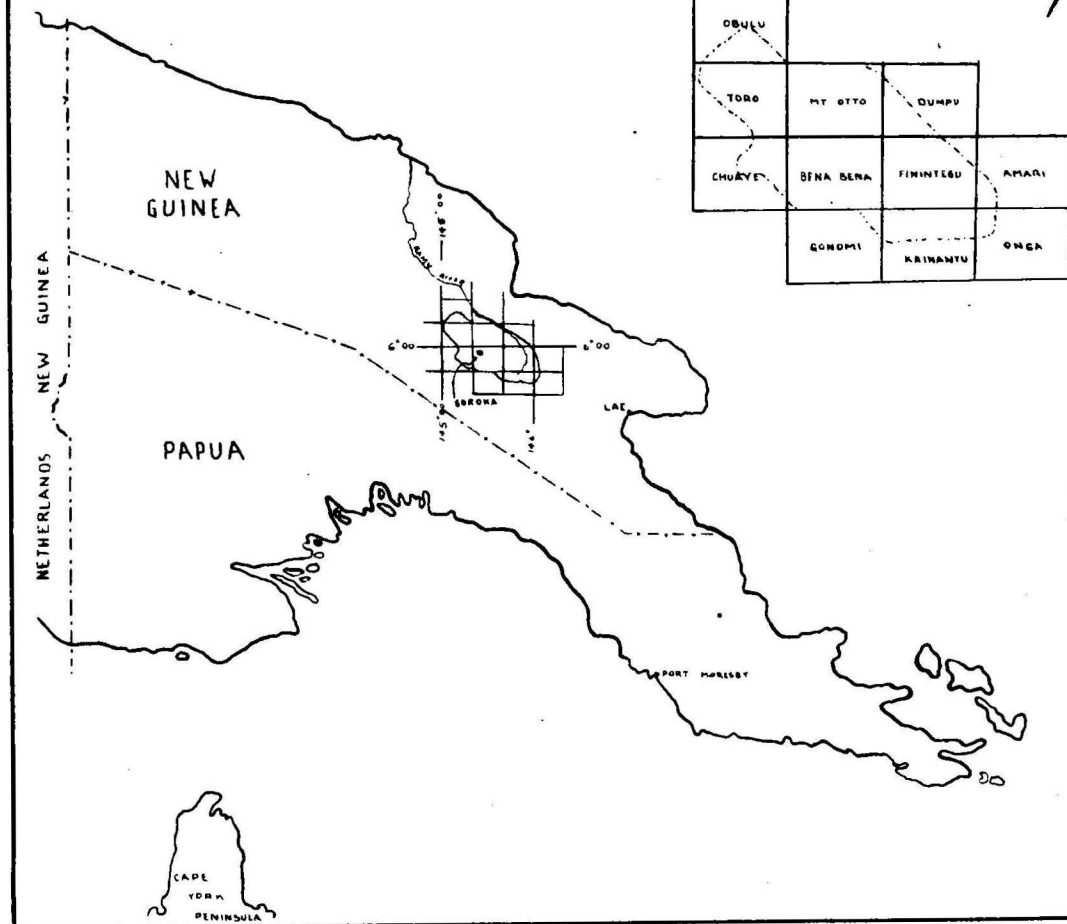 OBULU
TORO MT OTTO DUMPU
CHUAVE BENA BENA FININTEGU AMARI
GONOMI KAINANTU ONGA
NEW
GUINEA
145° 00
RAMU RIVER
6° 00 6° 00
GOROKA
145°
146°
LAE
NETHERLANDS NEW GUINEA
PAPUA
PORT MORESBY
CAPE
YORK
PENINSULA